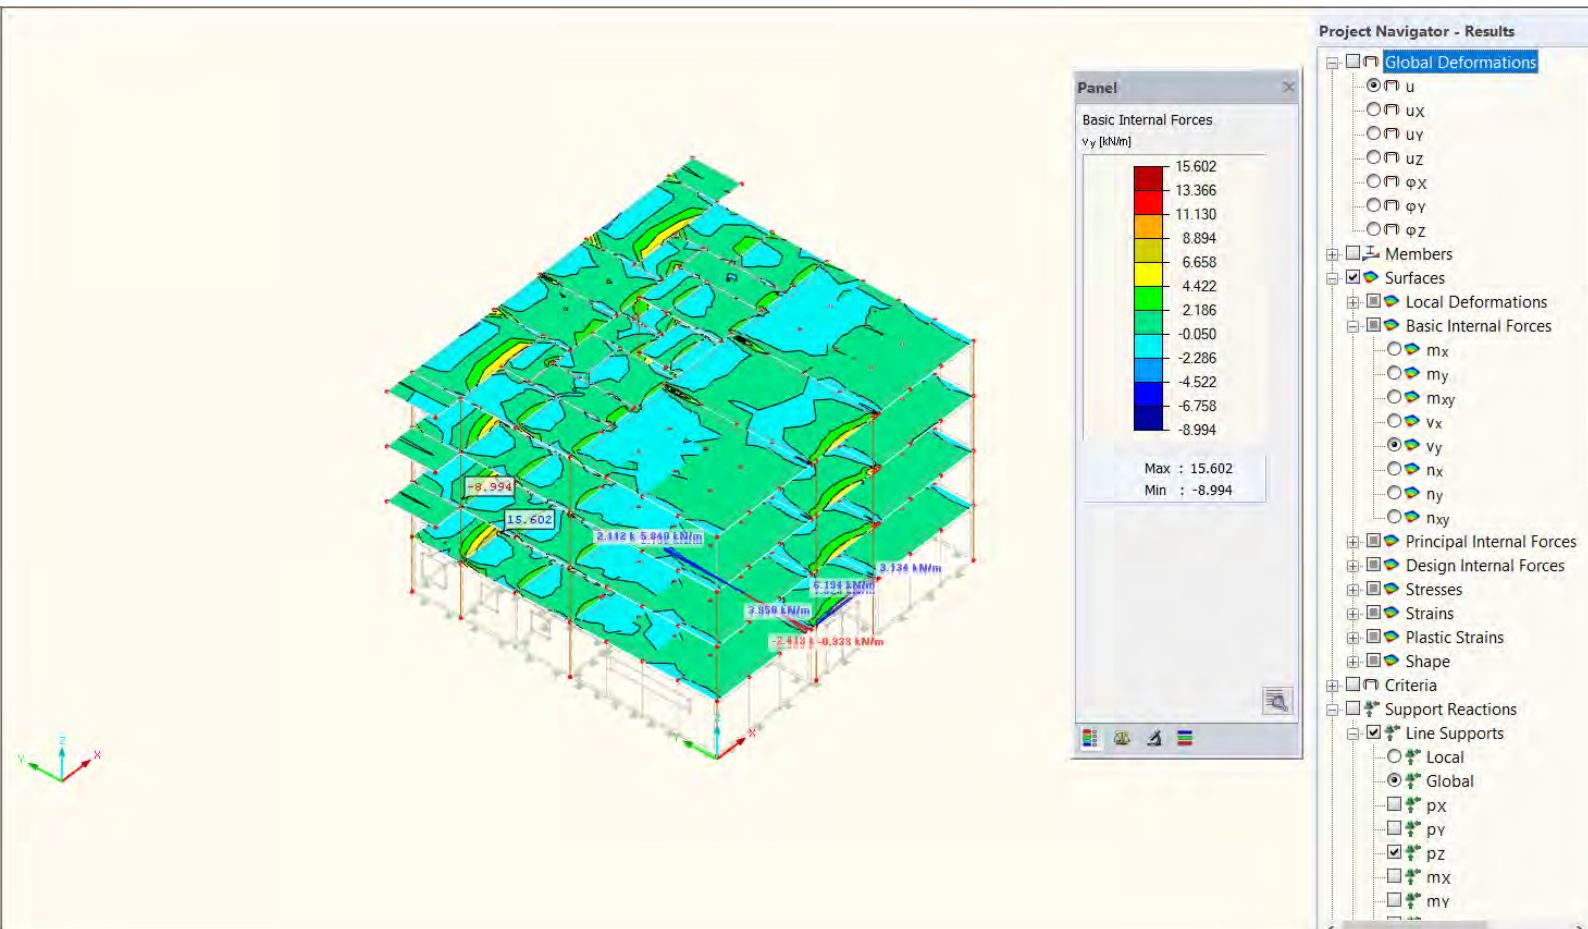 Project Navigator - Results
Global Deformations
u
uX
uY
uZ
φX
φY
φZ
Members
Surfaces
Local Deformations
Basic Internal Forces
mx
my
mxy
vx
vy
nx
ny
nxy
Principal Internal Forces
Design Internal Forces
Stresses
Strains
Plastic Strains
Shape
Criteria
Support Reactions
Line Supports
Local
Global
pX
pY
pZ
mX
mY
Panel
Basic Internal Forces
vy [kN/m]
15.602
13.366
11.130
8.894
6.658
4.422
2.186
-0.050
-2.286
-4.522
-6.758
-8.994
Max : 15.602
Min : -8.994
-8.994
15.602
kN/m
3.134 kN/m
kN/m
kN/m
kN/m
Z
Y
X
Z
Y
X